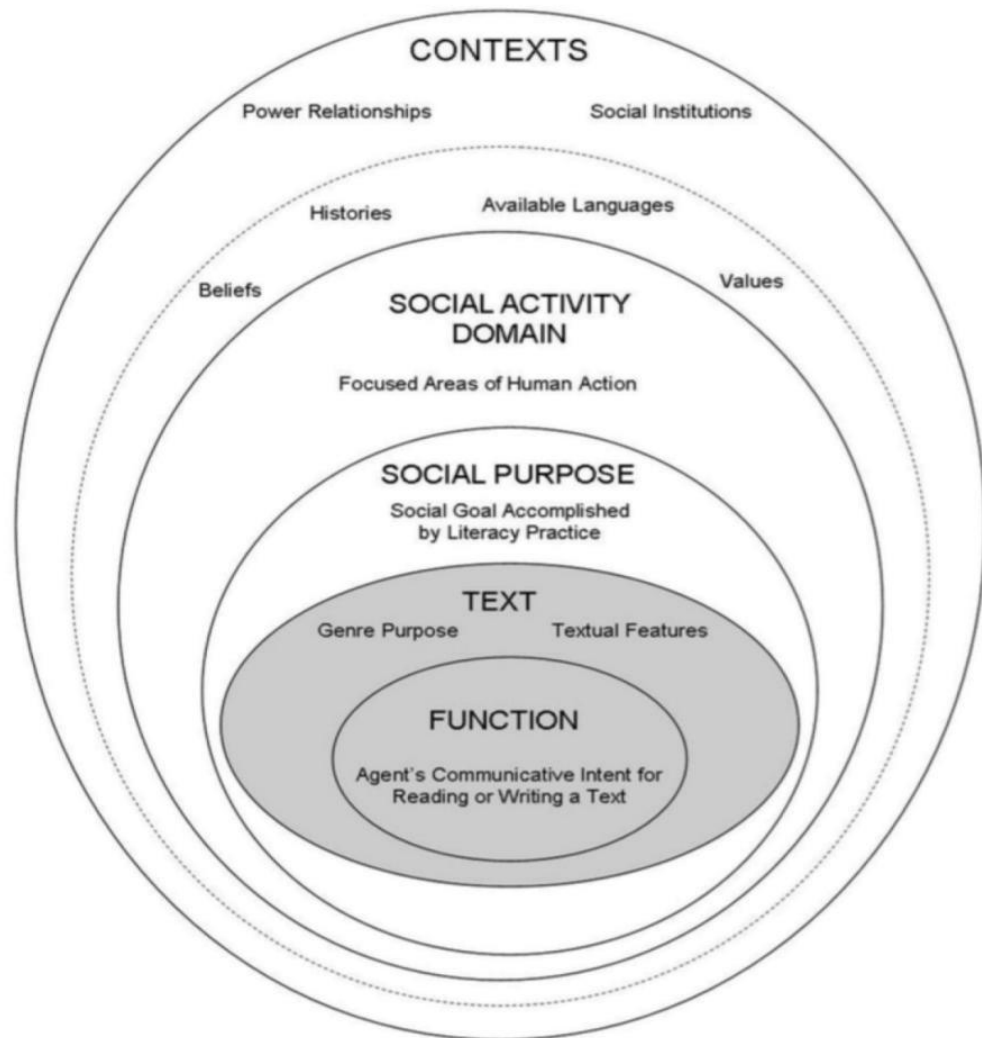 CONTEXTS
Power Relationships Social Institutions
Histories Available Languages
Beliefs Values
SOCIAL ACTIVITY
DOMAIN
Focused Areas of Human Action
SOCIAL PURPOSE
Social Goal Accomplished
by Literacy Practice
TEXT
Genre Purpose Textual Features
FUNCTION
Agent's Communicative Intent for
Reading or Writing a Text